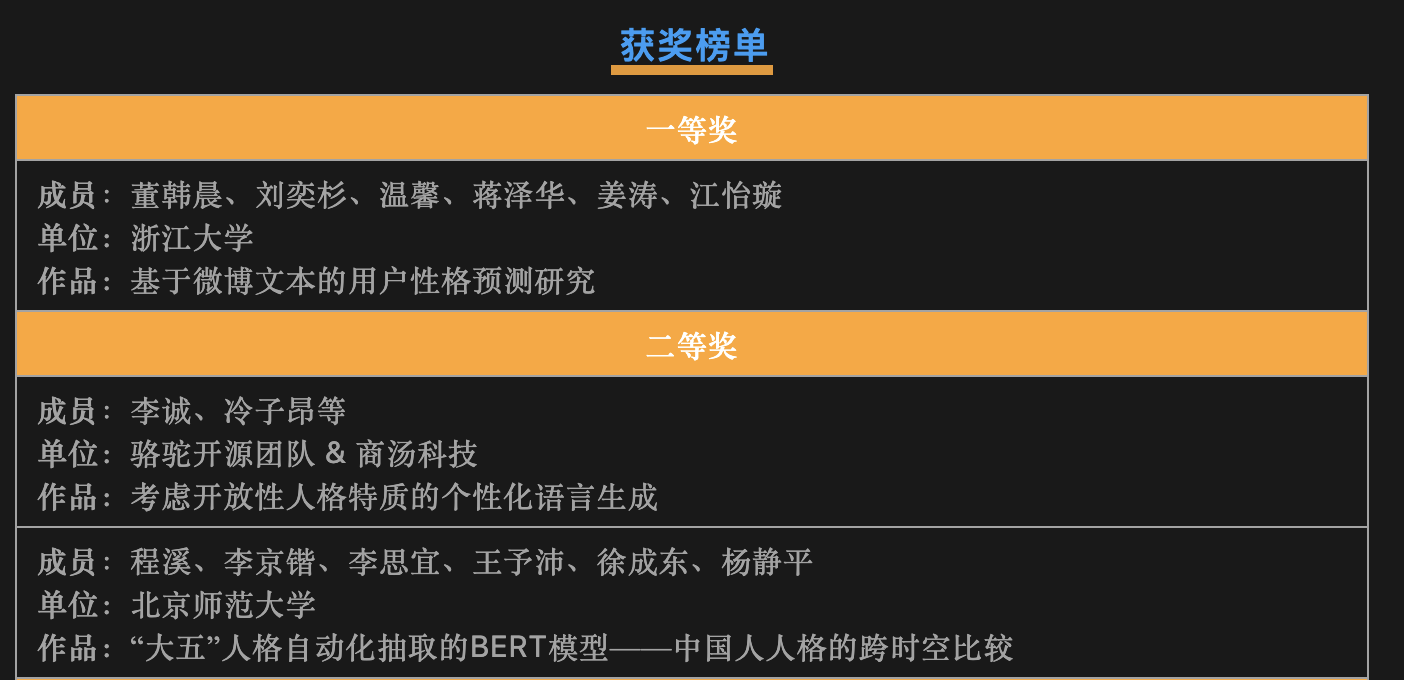 获奖榜单
一等奖
成员：董韩晨、刘奕杉、温馨、蒋泽华、姜涛、江怡璇
单位：浙江大学
作品：基于微博文本的用户性格预测研究
二等奖
成员：李诚、冷子昂等
单位：骆驼开源团队 & 商汤科技
作品：考虑开放性人格特质的个性化语言生成
成员：程溪、李京锴、李思宜、王予沛、徐成东、杨静平
单位：北京师范大学
作品：“大五”人格自动化抽取的BERT模型——中国人人格的跨时空比较